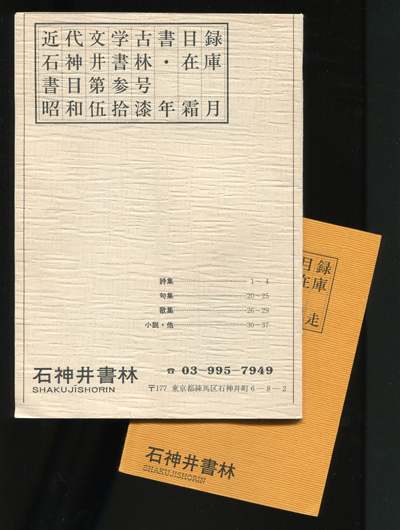 近代文学古書目録
石神井書林・在庫
書目第参号
昭和伍拾漆年霜月
詩集 1−4
句集 20−25
歌集 26−29
小説・他 30−37
石神井書林
SHAKUJISHORIN
☎ 03-995-7949
〒177 東京都練馬区石神井町6−8−2
目録
在庫
走
石神井書林
SHAKUJISHORIN